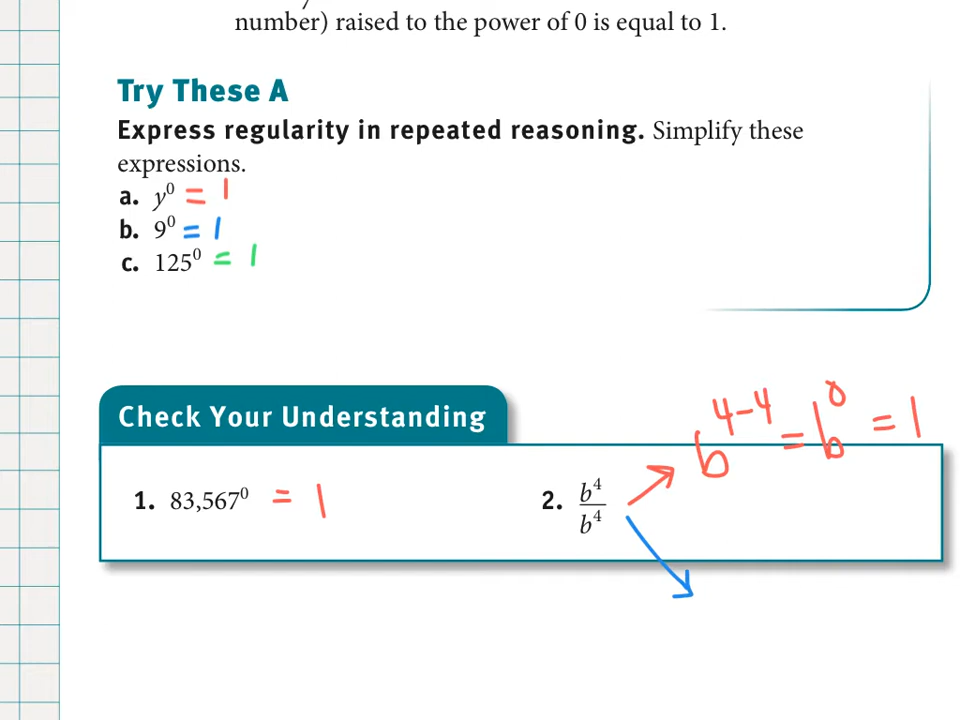 number) raised to the power of 0 is equal to 1.
Try These A
Express regularity in repeated reasoning. Simplify these
expressions.
a. y⁰ = 1
b. 9⁰ = 1
c. 125⁰ = 1
Check Your Understanding
1. 83,567⁰ = 1
2. b⁴/b⁴
b⁴⁻⁴ = b⁰ = 1